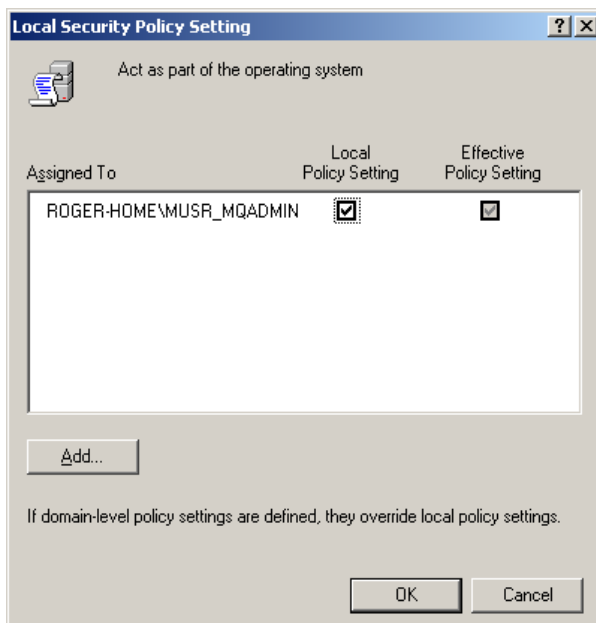 Local Security Policy Setting
Act as part of the operating system
Local Effective
Assigned To Policy Setting Policy Setting
ROGER-HOME\MUSR_MQADMIN
Add...
If domain-level policy settings are defined, they override local policy settings.
OK Cancel